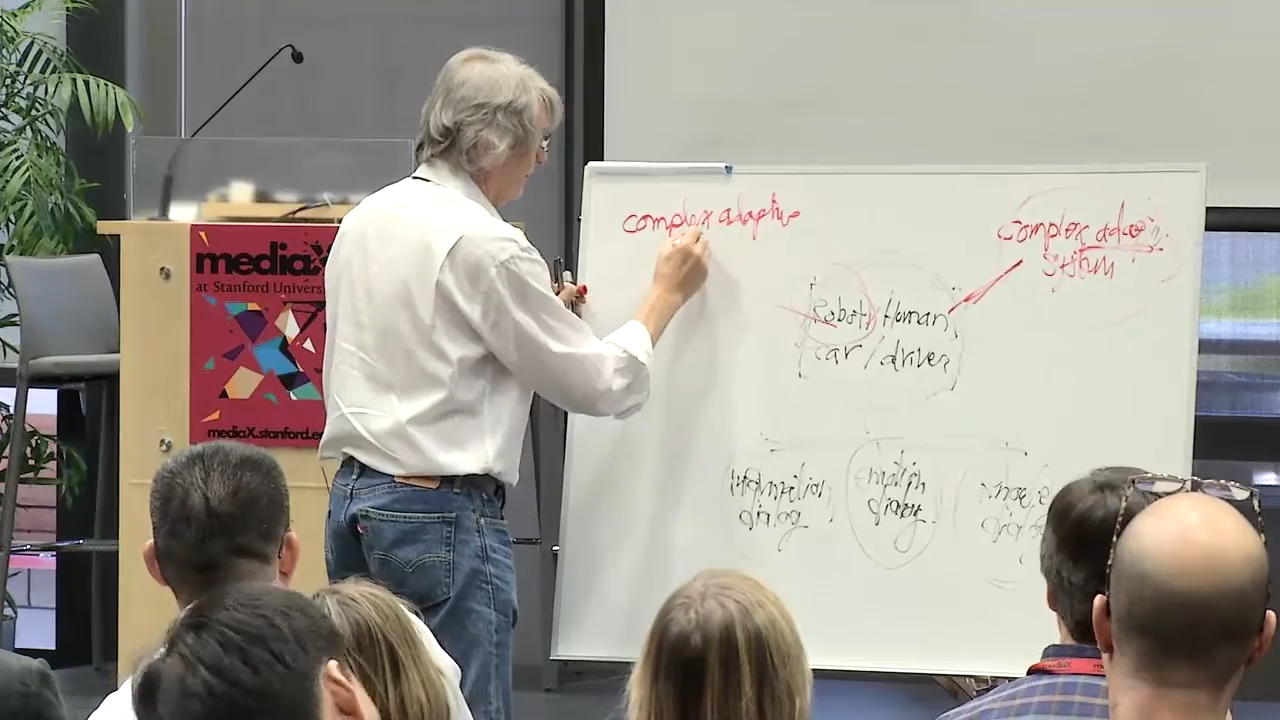 mediaX
at Stanford Univers
mediaX.stanford.e
complex adaptive
complex adap
system
Robot/Human
car/driver
information
dialog
emotion
dialog
dialog